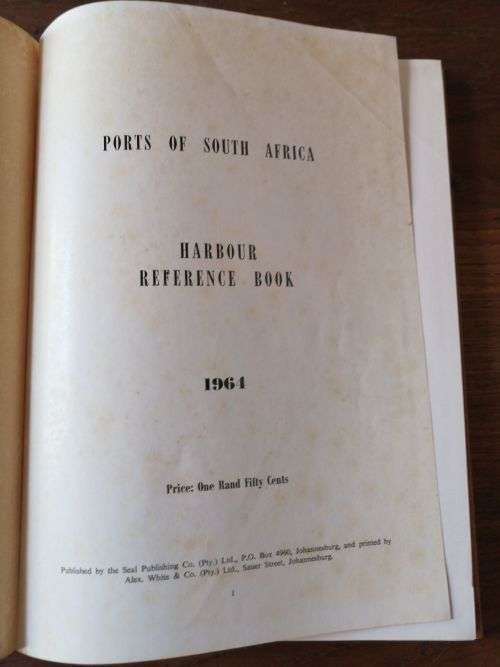 PORTS OF SOUTH AFRICA
HARBOUR
REFERENCE BOOK
1964
Price: One Rand Fifty Cents
Published by the Seal Publishing Co. (Pty.) Ltd., P.O. Box 4960, Johannesburg, and printed by
Alex. White & Co. (Pty.) Ltd., Sauer Street, Johannesburg.
1